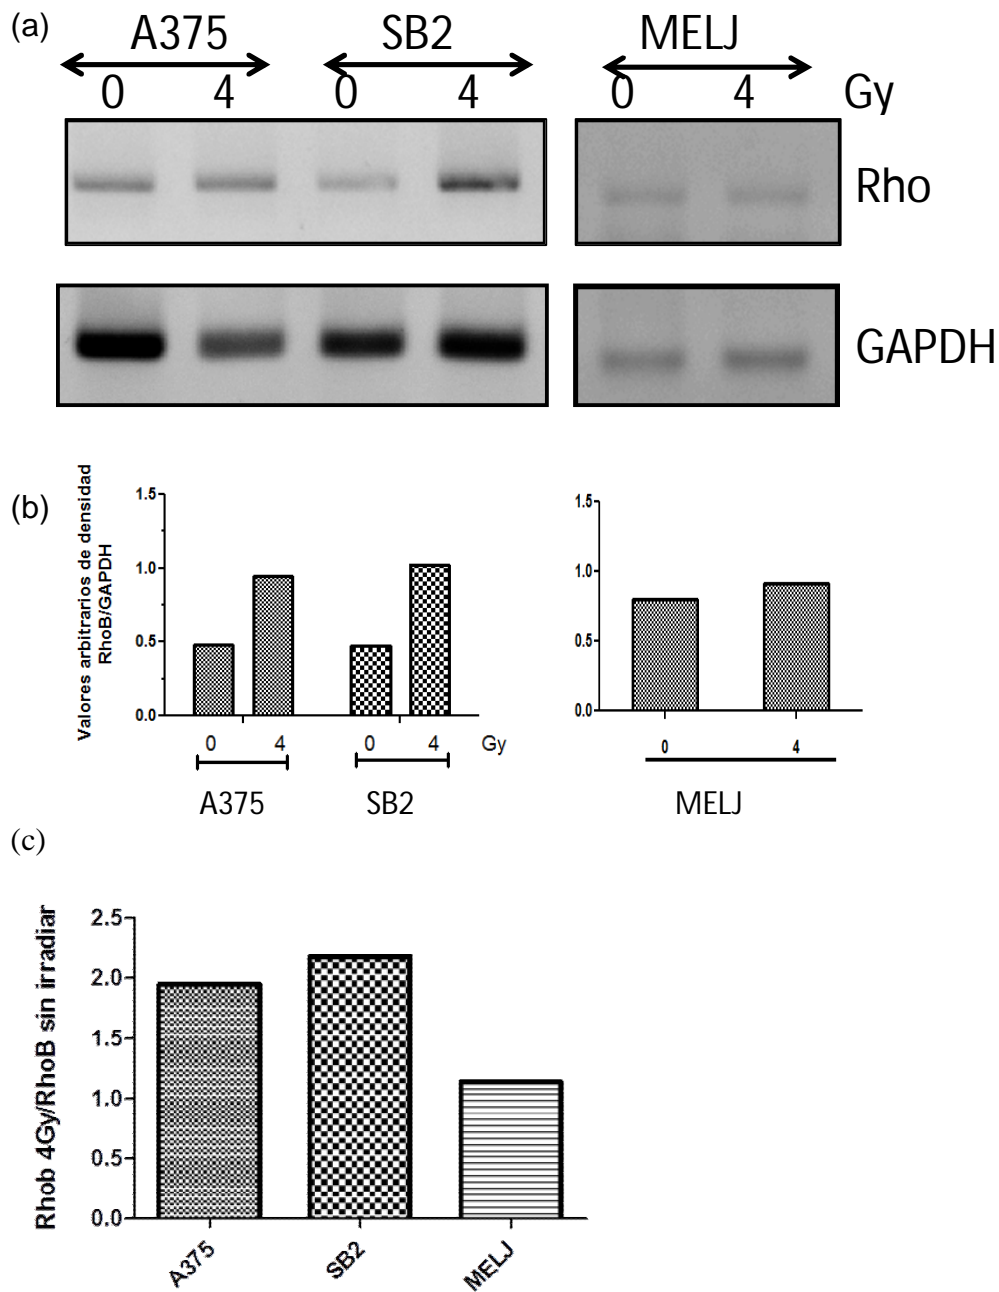 (a)
A375 SB2 MELJ
0 4 0 4 0 4 Gy
Rho
GAPDH
(b)
Valores arbitrarios de densidad
RhoB/GAPDH
1.5
1.0
0.5
0.0
0 4 0 4 Gy
A375 SB2
1.5
1.0
0.5
0.0
0 4
MELJ
(c)
Rhob 4Gy/RhoB sin irradiar
2.5
2.0
1.5
1.0
0.5
0.0
A375 SB2 MELJ